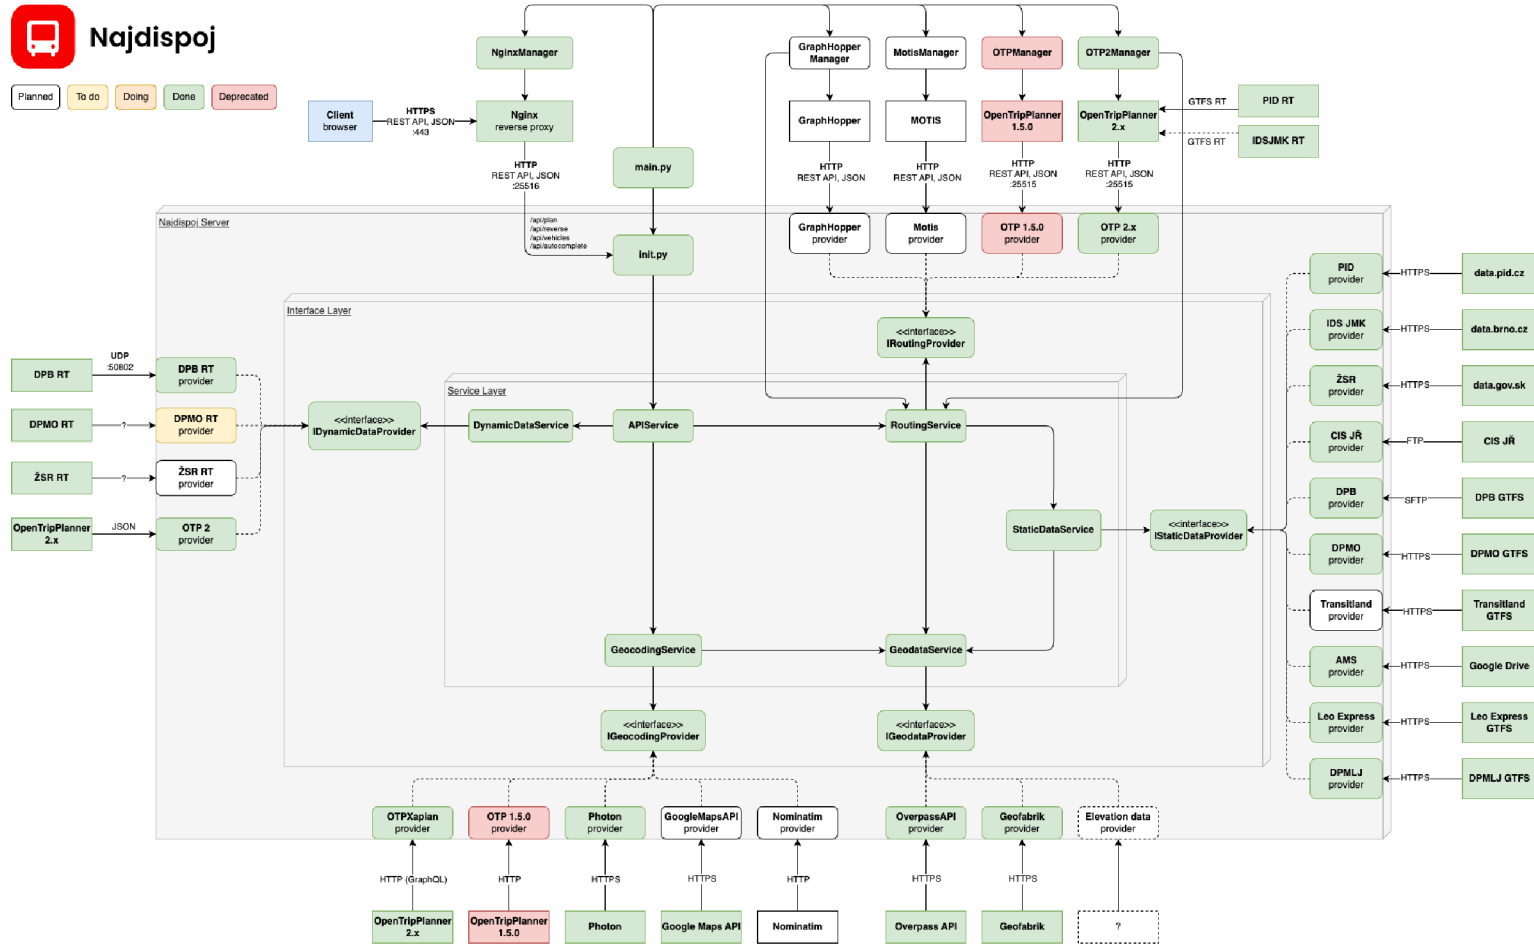 Najdispoj
Planned
To do
Doing
Done
Deprecated
NginxManager
GraphHopper
Manager
MotisManager
OTPManager
OTP2Manager
Client
browser
HTTPS
REST API, JSON
:443
Nginx
reverse proxy
GraphHopper
MOTIS
OpenTripPlanner
1.5.0
OpenTripPlanner
2.x
GTFS RT
PID RT
GTFS RT
IDSJMK RT
HTTP
REST API, JSON
:25516
main.py
HTTP
REST API, JSON
HTTP
REST API, JSON
HTTP
REST API, JSON
:25515
HTTP
REST API, JSON
:25515
Najdispoj Server
/api/plan
/api/reverse
/api/vehicles
/api/autocomplete
init.py
GraphHopper
provider
Motis
provider
OTP 1.5.0
provider
OTP 2.x
provider
Interface Layer
<<interface>>
IRoutingProvider
Service Layer
DPB RT
UDP
:50802
DPB RT
provider
DPMO RT
?
DPMO RT
provider
ŽSR RT
?
ŽSR RT
provider
OpenTripPlanner
2.x
JSON
OTP 2
provider
<<interface>>
IDynamicDataProvider
DynamicDataService
APIService
RoutingService
StaticDataService
<<interface>>
IStaticDataProvider
GeocodingService
GeodataService
<<interface>>
IGeocodingProvider
<<interface>>
IGeodataProvider
PID
provider
HTTPS
data.pid.cz
IDS JMK
provider
HTTPS
data.brno.cz
ŽSR
provider
HTTPS
data.gov.sk
CIS JŘ
provider
FTP
CIS JŘ
DPB
provider
SFTP
DPB GTFS
DPMO
provider
HTTPS
DPMO GTFS
Transitland
provider
HTTPS
Transitland
GTFS
AMS
provider
HTTPS
Google Drive
Leo Express
provider
HTTPS
Leo Express
GTFS
DPMLJ
provider
HTTPS
DPMLJ GTFS
OTPXapian
provider
OTP 1.5.0
provider
Photon
provider
GoogleMapsAPI
provider
Nominatim
provider
OverpassAPI
provider
Geofabrik
provider
Elevation data
provider
HTTP (GraphQL)
HTTP
HTTPS
HTTPS
HTTP
HTTPS
HTTPS
OpenTripPlanner
2.x
OpenTripPlanner
1.5.0
Photon
Google Maps API
Nominatim
Overpass API
Geofabrik
?